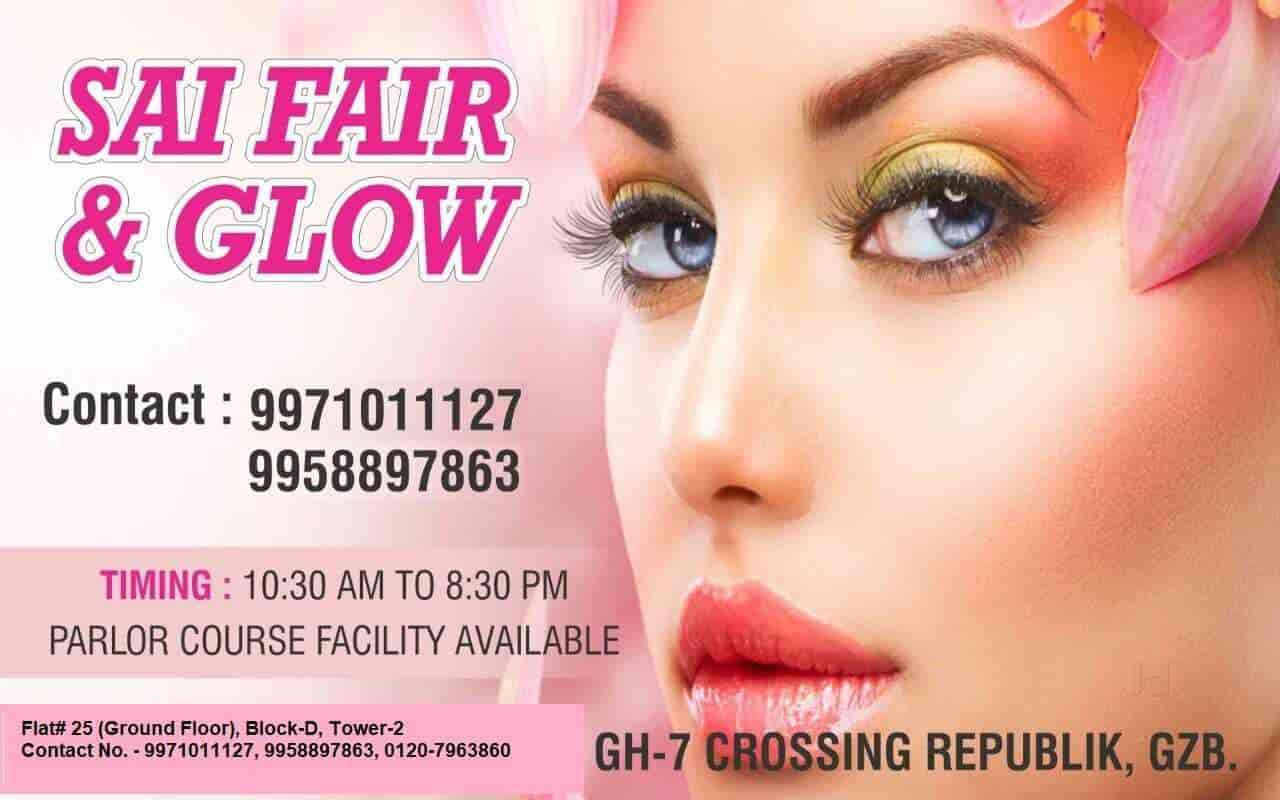 SAI FAIR
& GLOW
Contact : 9971011127
9958897863
TIMING : 10:30 AM TO 8:30 PM
PARLOR COURSE FACILITY AVAILABLE
Flat# 25 (Ground Floor), Block-D, Tower-2
Contact No. - 9971011127, 9958897863, 0120-7963860
GH-7 CROSSING REPUBLIK, GZB.